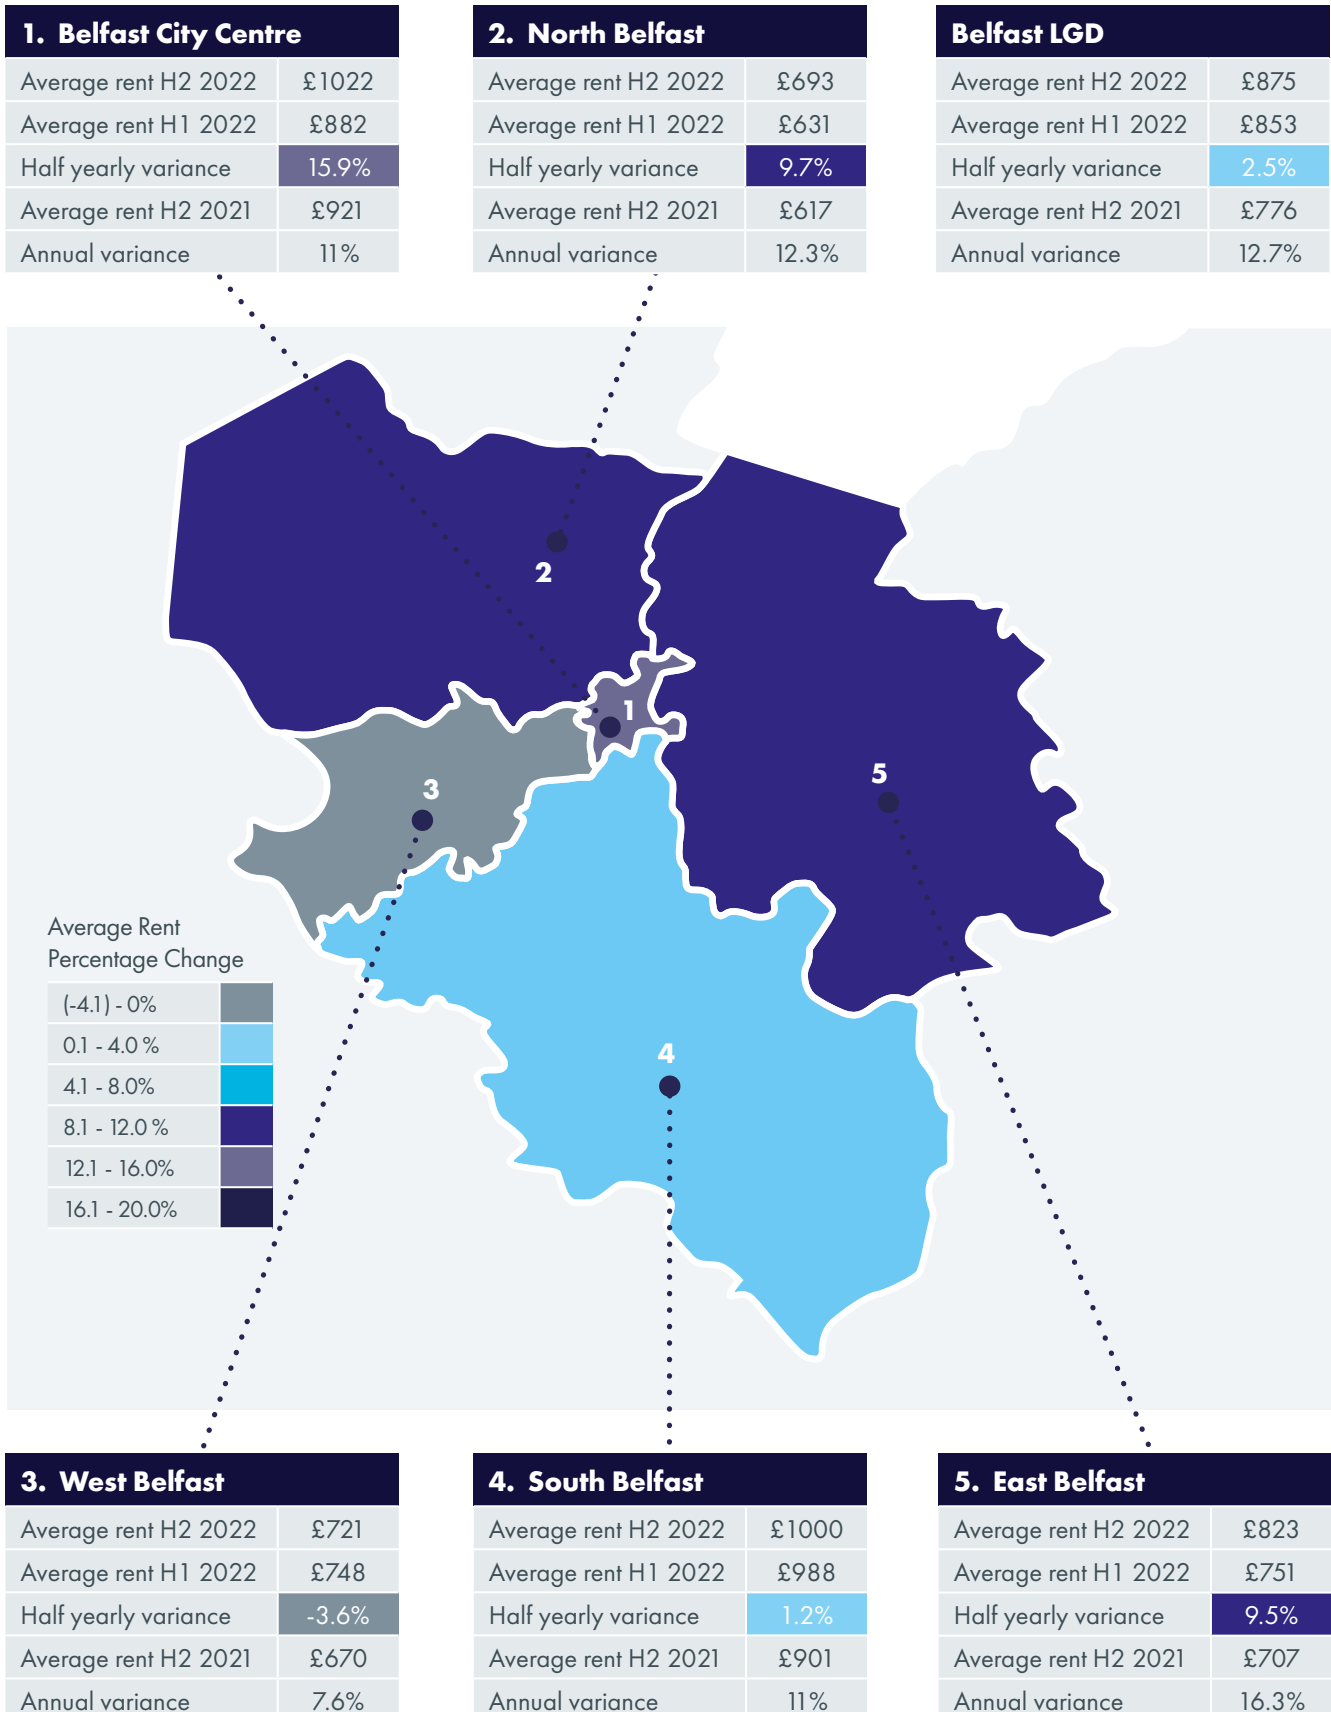 1. Belfast City Centre
Average rent H2 2022 £1022
Average rent H1 2022 £882
Half yearly variance 15.9%
Average rent H2 2021 £921
Annual variance 11%
2. North Belfast
Average rent H2 2022 £693
Average rent H1 2022 £631
Half yearly variance 9.7%
Average rent H2 2021 £617
Annual variance 12.3%
Belfast LGD
Average rent H2 2022 £875
Average rent H1 2022 £853
Half yearly variance 2.5%
Average rent H2 2021 £776
Annual variance 12.7%
2
1
3
5
4
Average Rent
Percentage Change
(-4.1) - 0%
0.1 - 4.0 %
4.1 - 8.0%
8.1 - 12.0 %
12.1 - 16.0%
16.1 - 20.0%
3. West Belfast
Average rent H2 2022 £721
Average rent H1 2022 £748
Half yearly variance -3.6%
Average rent H2 2021 £670
Annual variance 7.6%
4. South Belfast
Average rent H2 2022 £1000
Average rent H1 2022 £988
Half yearly variance 1.2%
Average rent H2 2021 £901
Annual variance 11%
5. East Belfast
Average rent H2 2022 £823
Average rent H1 2022 £751
Half yearly variance 9.5%
Average rent H2 2021 £707
Annual variance 16.3%